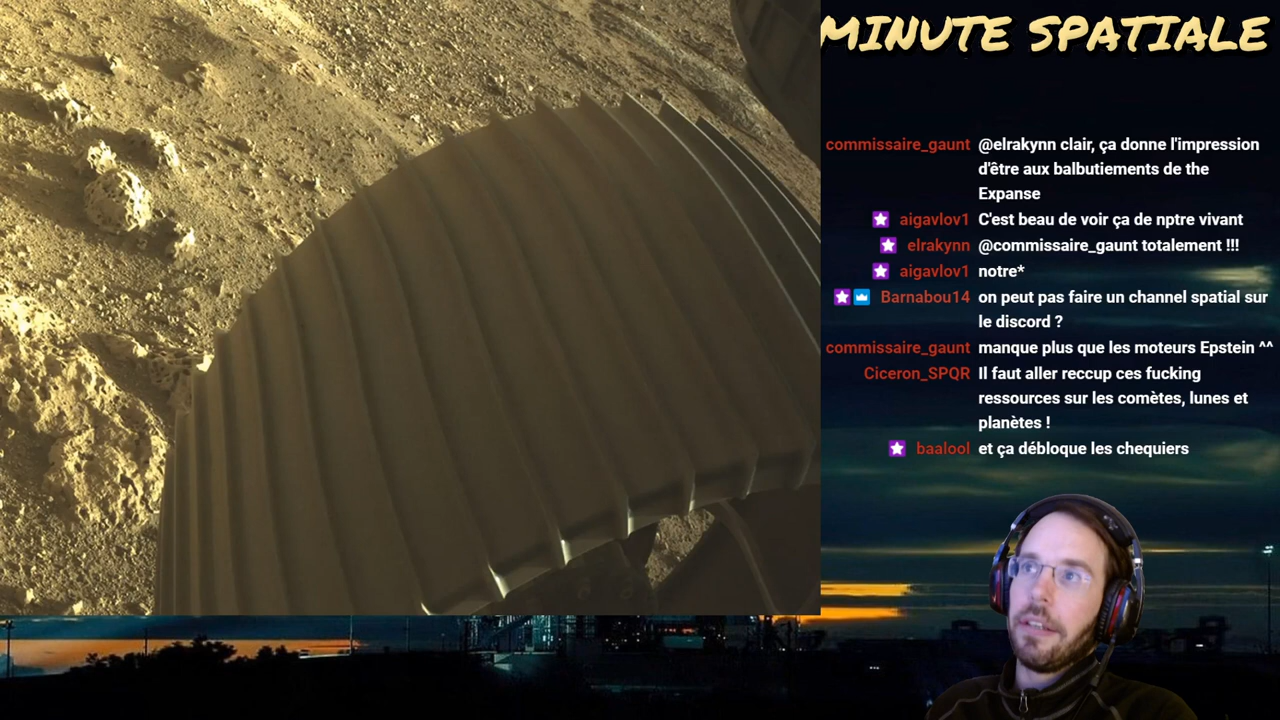 MINUTE SPATIALE
commissaire_gaunt @elrakynn clair, ça donne l'impression
d'être aux balbutiements de the
Expanse
aigavlov1 C'est beau de voir ça de nptre vivant
elrakynn @commissaire_gaunt totalement !!!
aigavlov1 notre*
Barnabou14 on peut pas faire un channel spatial sur
le discord ?
commissaire_gaunt manque plus que les moteurs Epstein ^^
Ciceron_SPQR Il faut aller reccup ces fucking
ressources sur les comètes, lunes et
planètes !
baalool et ça débloque les chequiers